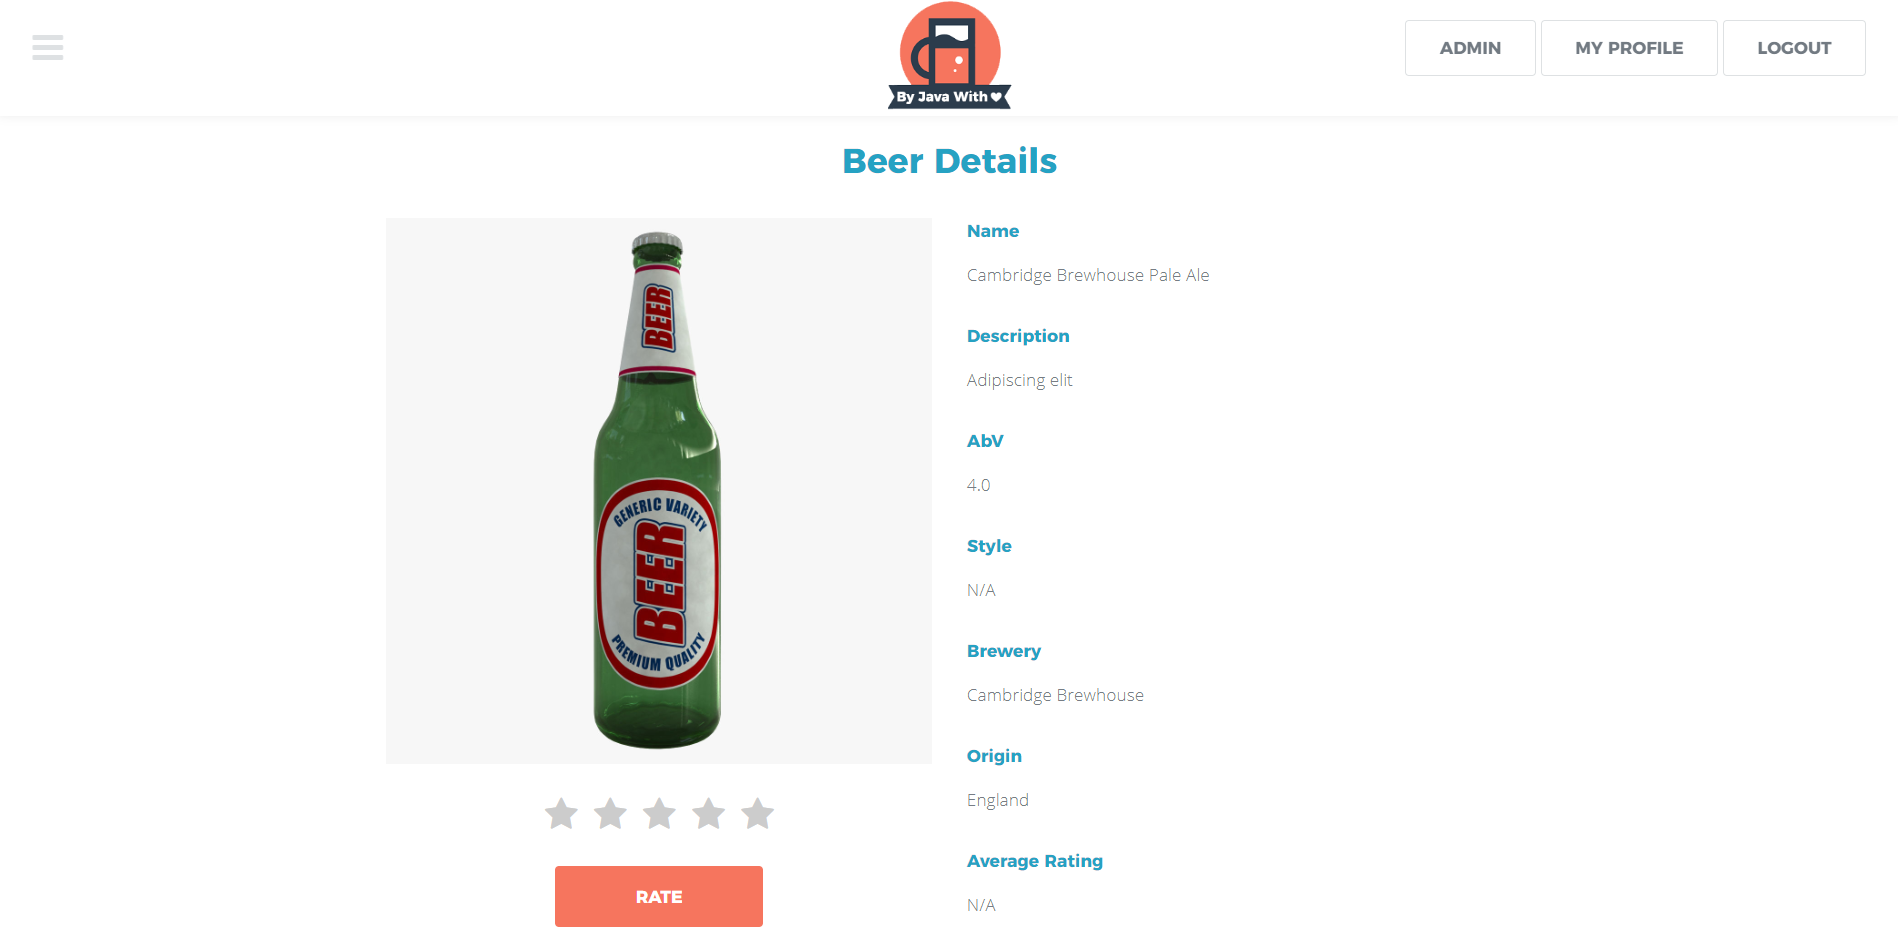 By Java With
ADMIN
MY PROFILE
LOGOUT
Beer Details
BEER
GENERIC VARIETY
BEER
PREMIUM QUALITY
Name
Cambridge Brewhouse Pale Ale
Description
Adipiscing elit
AbV
4.0
Style
N/A
Brewery
Cambridge Brewhouse
Origin
England
Average Rating
N/A
RATE